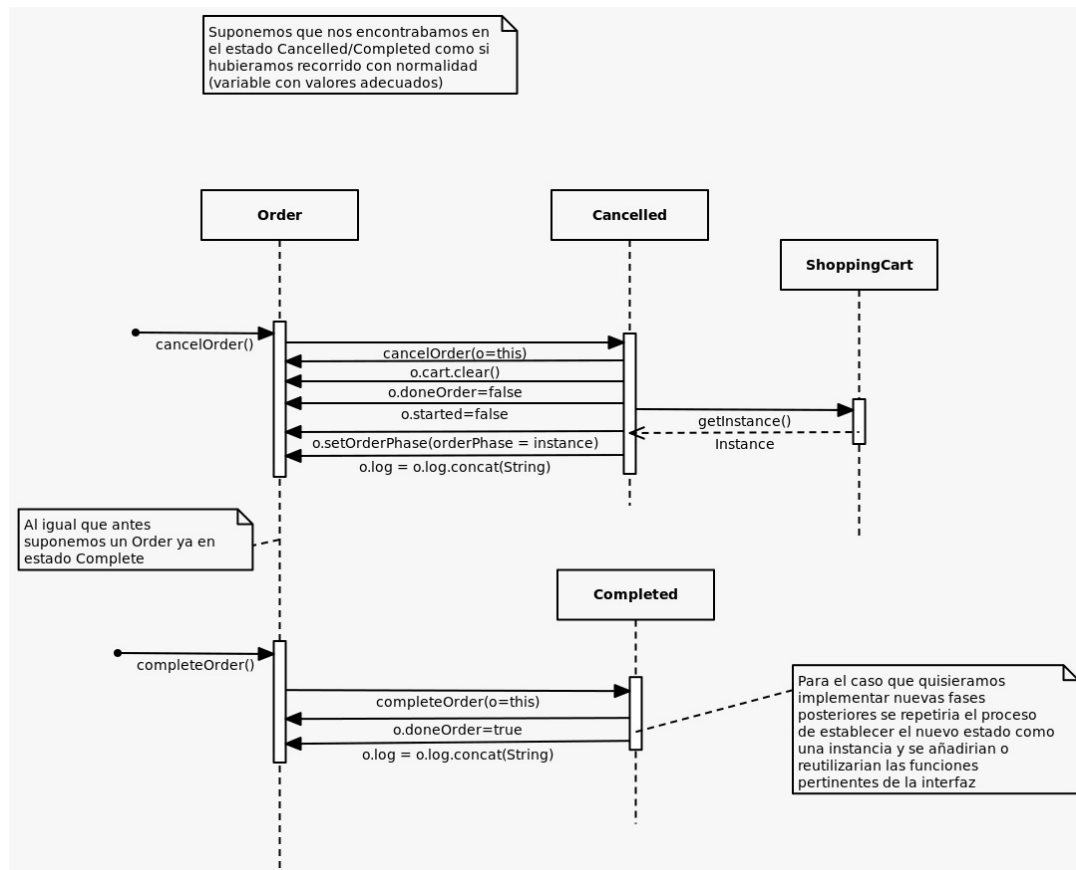 Suponemos que nos encontrabamos en
el estado Cancelled/Completed como si
hubieramos recorrido con normalidad
(variable con valores adecuados)
Order
Cancelled
ShoppingCart
cancelOrder()
cancelOrder(o=this)
o.cart.clear()
o.doneOrder=false
o.started=false
getInstance()
Instance
o.setOrderPhase(orderPhase = instance)
o.log = o.log.concat(String)
Al igual que antes
suponemos un Order ya en
estado Complete
Completed
completeOrder()
completeOrder(o=this)
o.doneOrder=true
o.log = o.log.concat(String)
Para el caso que quisieramos
implementar nuevas fases
posteriores se repetiria el proceso
de establecer el nuevo estado como
una instancia y se añadirian o
reutilizarian las funciones
pertinentes de la interfaz